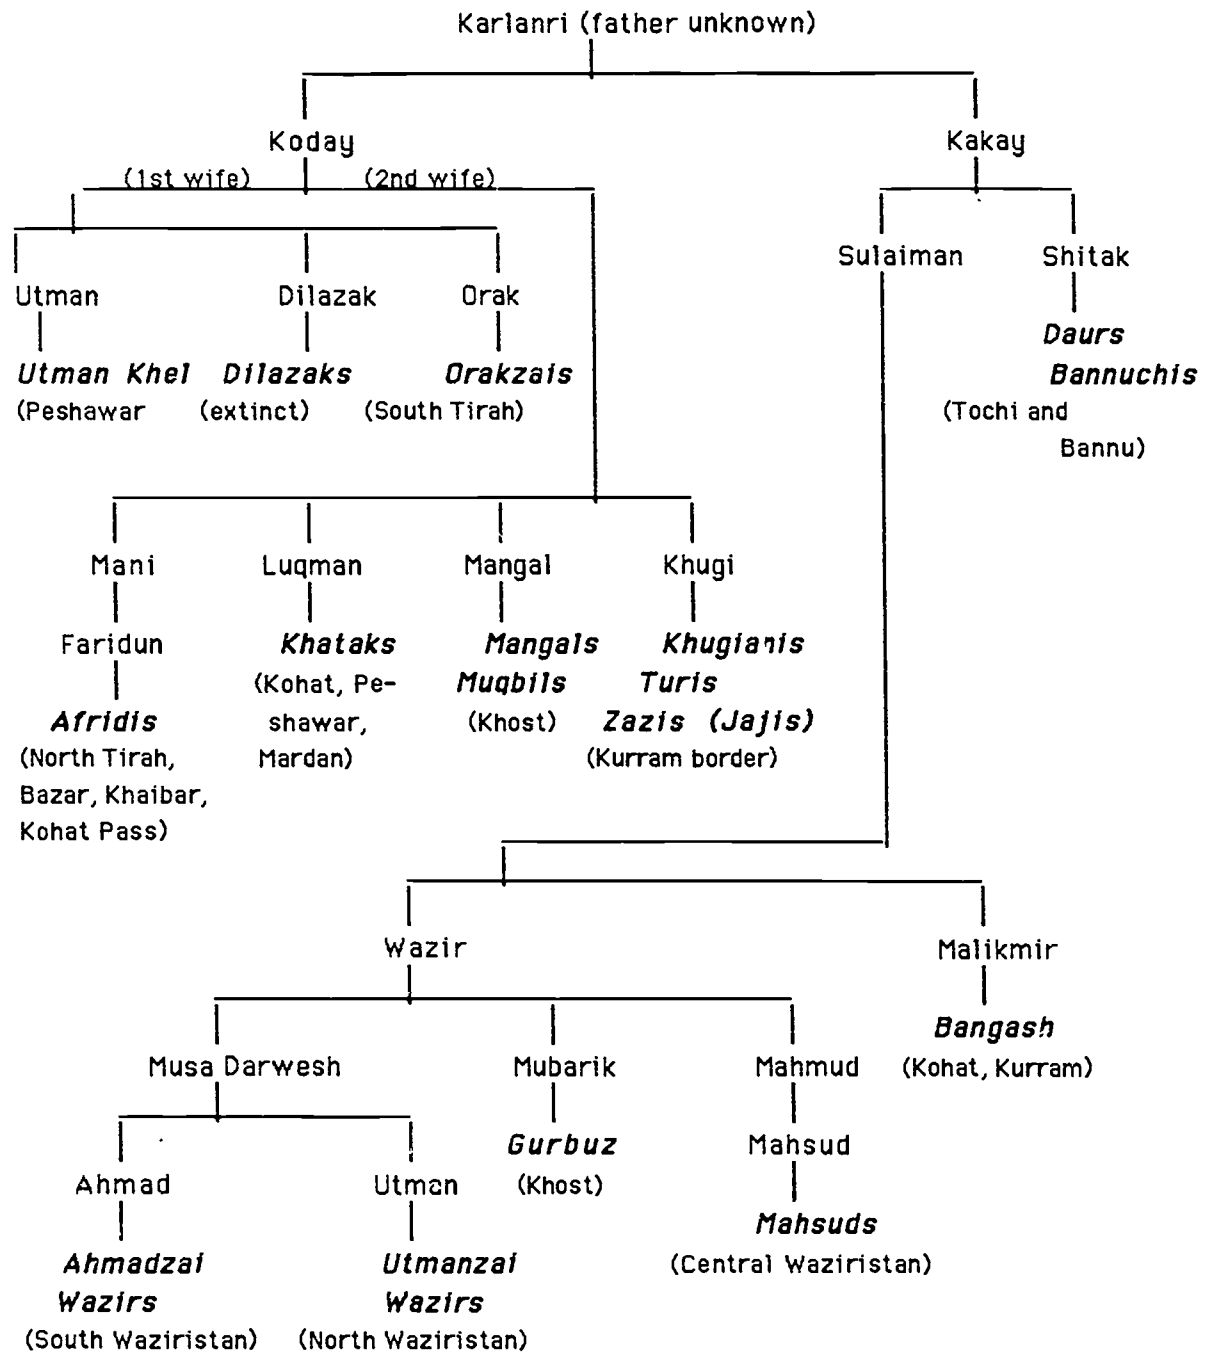 Karlanri (father unknown)
Koday
Kakay
(1st wife)
(2nd wife)
Sulaiman
Shitak
Utman
Dilazak
Orak
Daurs
Bannuchis
(Tochi and
Bannu)
Utman Khel
Dilazaks
Orakzais
(Peshawar
(extinct)
(South Tirah)
Mani
Luqman
Mangal
Khugi
Faridun
Khataks
Mangals
Khugianis
(Kohat, Pe-
Muqbils
Turis
Afridis
shawar,
(Khost)
Zazis (Jajis)
(North Tirah,
Mardan)
(Kurram border)
Bazar, Khaibar,
Kohat Pass)
Wazir
Malikmir
Bangash
(Kohat, Kurram)
Musa Darwesh
Mubarik
Mahmud
Gurbuz
Mahsud
(Khost)
Ahmad
Utman
Mahsuds
(Central Waziristan)
Ahmadzai
Utmanzai
Wazirs
Wazirs
(South Waziristan)
(North Waziristan)